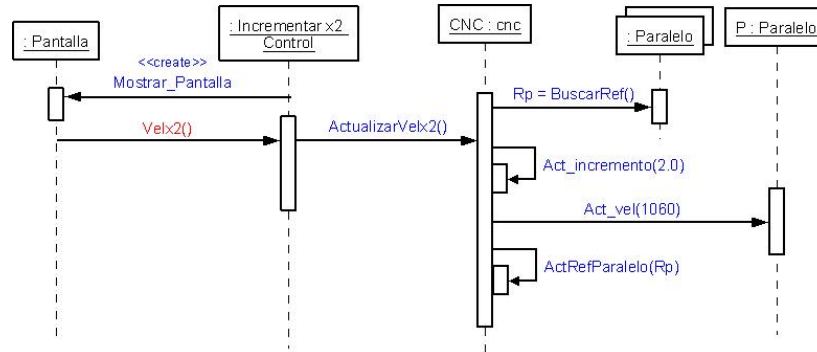 : Pantalla
: Incrementar x2
Control
CNC : cnc
: Paralelo
P : Paralelo
<<create>>
Mostrar_Pantalla
Rp = BuscarRef()
Velx2()
ActualizarVelx2()
Act_incremento(2.0)
Act_vel(1060)
ActRefParalelo(Rp)